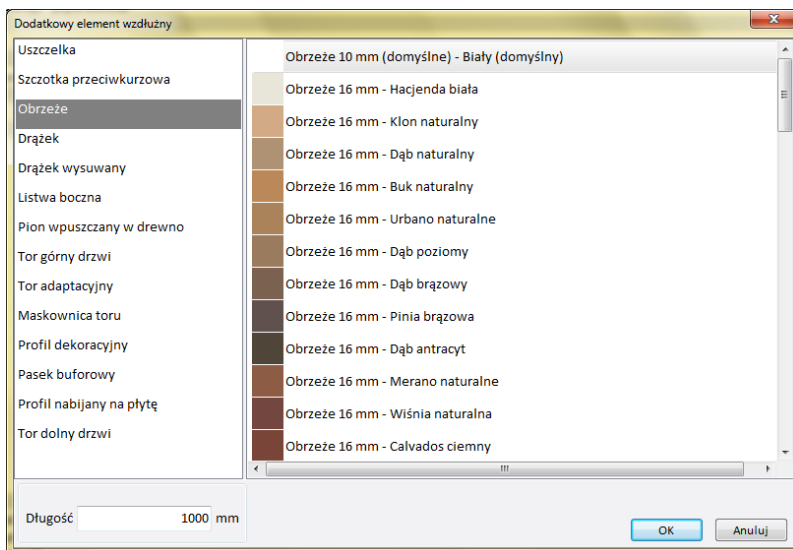 Dodatkowy element wzdłużny
Uszczelka
Szczotka przeciwkurzowa
Obrzeże
Drążek
Drążek wysuwany
Listwa boczna
Pion wpuszczany w drewno
Tor górny drzwi
Tor adaptacyjny
Maskownica toru
Profil dekoracyjny
Pasek buforowy
Profil nabijany na płytę
Tor dolny drzwi
Obrzeże 10 mm (domyślne) - Biały (domyślny)
Obrzeże 16 mm - Hacjenda biała
Obrzeże 16 mm - Klon naturalny
Obrzeże 16 mm - Dąb naturalny
Obrzeże 16 mm - Buk naturalny
Obrzeże 16 mm - Urbano naturalne
Obrzeże 16 mm - Dąb poziomy
Obrzeże 16 mm - Dąb brązowy
Obrzeże 16 mm - Pinia brązowa
Obrzeże 16 mm - Dąb antracyt
Obrzeże 16 mm - Merano naturalne
Obrzeże 16 mm - Wiśnia naturalna
Obrzeże 16 mm - Calvados ciemny
Długość 1000 mm
OK Anuluj